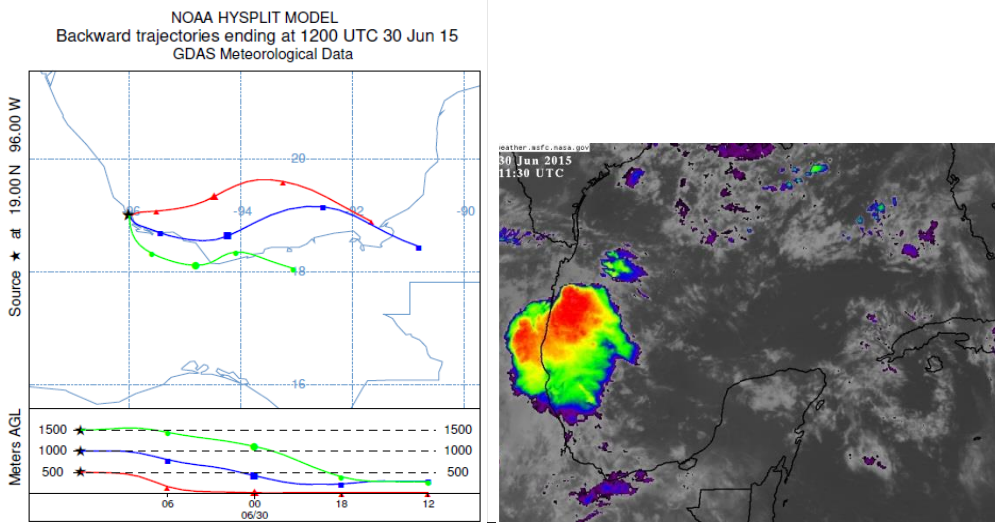 NOAA HYSPLIT MODEL
Backward trajectories ending at 1200 UTC 30 Jun 15
GDAS Meteorological Data
Source ★ at 19.00 N 96.00 W
20
-96
-94
-92
-90
18
16
Meters AGL
1500
1500
1000
1000
500
500
06
00
18
12
06/30
weather.msfc.nasa.gov
30 Jun 2015
11:30 UTC